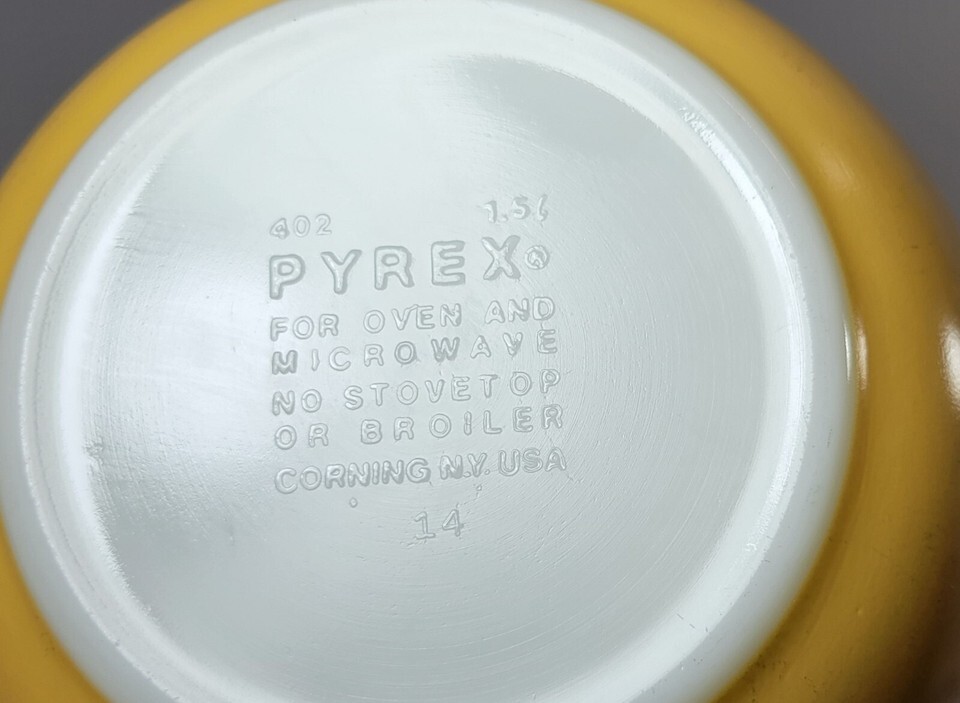 402 1.5ℓ
PYREX®
FOR OVEN AND
MICROWAVE
NO STOVETOP
OR BROILER
CORNING N.Y. USA
14